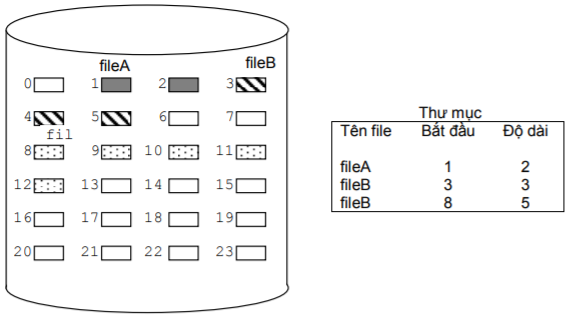 fileA fileB
0 1 2 3
4 5 6 7
fil
8 9 10 11
12 13 14 15
16 17 18 19
20 21 22 23
Thư mục
Tên file Bắt đầu Độ dài
fileA 1 2
fileB 3 3
fileB 8 5